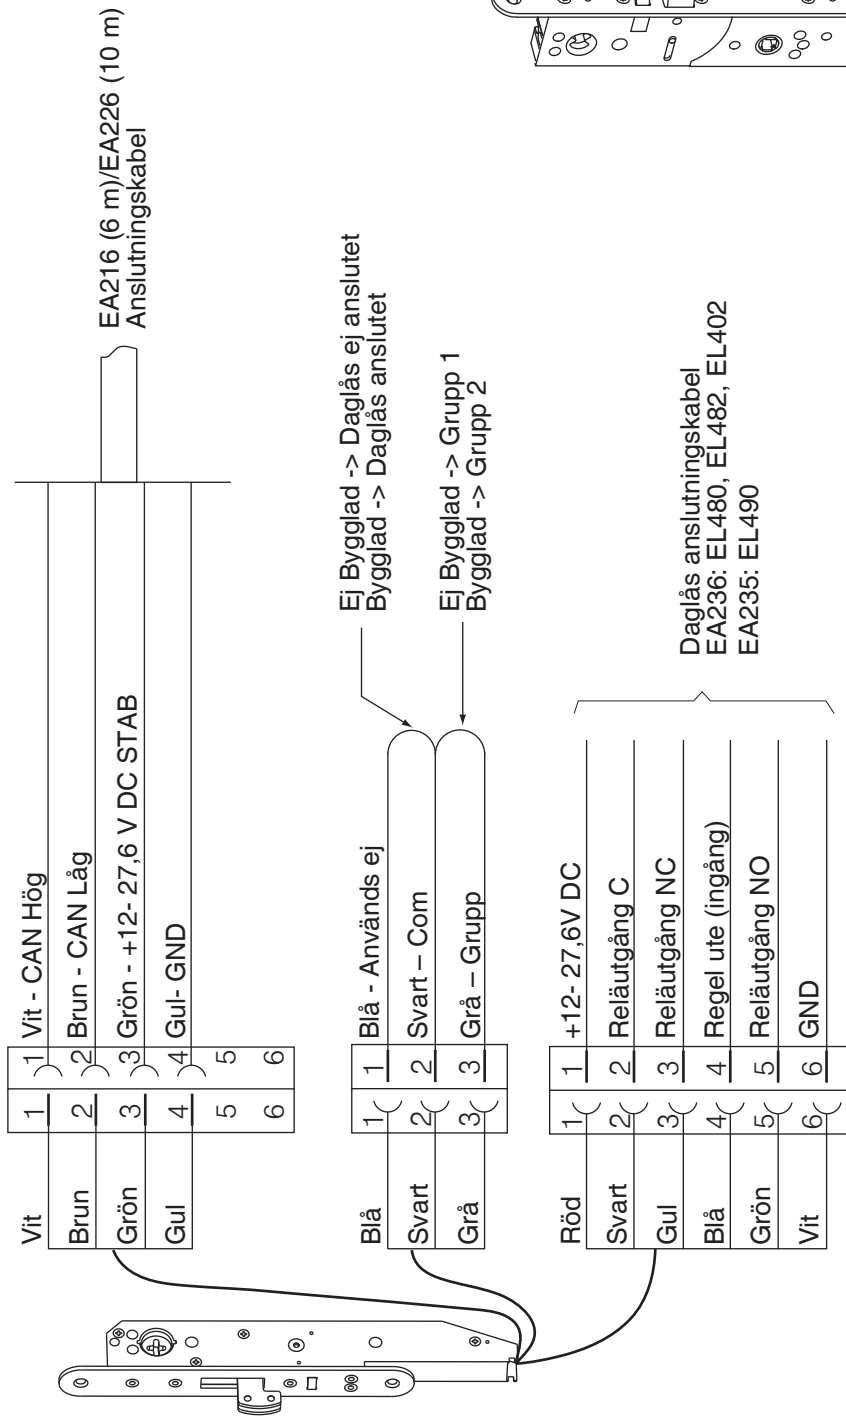 Vit
Brun
Grön
Gul
1
2
3
4
5
6
1
2
3
4
5
6
Vit - CAN Hög
Brun - CAN Låg
Grön - +12- 27,6 V DC STAB
Gul- GND
EA216 (6 m)/EA226 (10 m)
Anslutningskabel
Blå
Svart
Grå
1
2
3
1
2
3
Blå - Används ej
Svart – Com
Grå – Grupp
Ej Bygglad -> Daglås ej anslutet
Bygglad -> Daglås anslutet
Ej Bygglad -> Grupp 1
Bygglad -> Grupp 2
Röd
Svart
Gul
Blå
Grön
Vit
1
2
3
4
5
6
1
2
3
4
5
6
+12- 27,6V DC
Reläutgång C
Reläutgång NC
Regel ute (ingång)
Reläutgång NO
GND
Daglås anslutningskabel
EA236: EL480, EL482, EL402
EA235: EL490